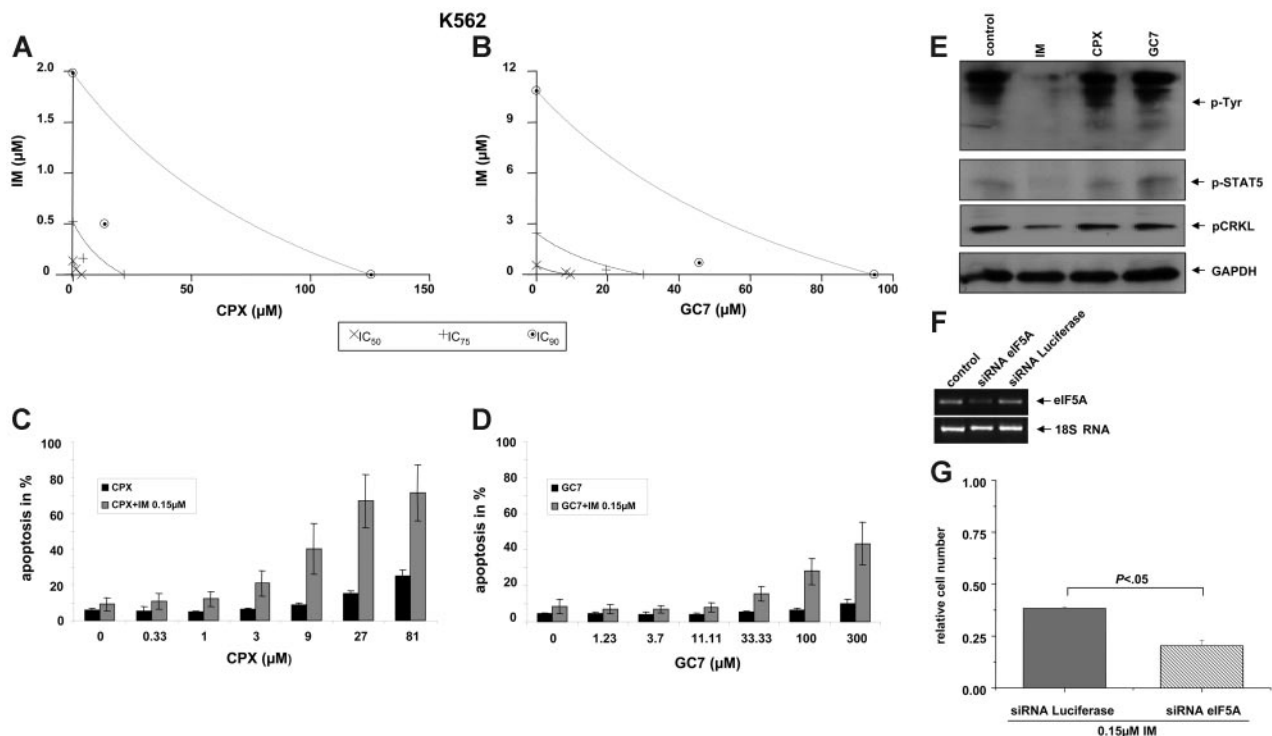 K562
A
2.0
1.5
1.0
0.5
0
IM (µM)
0
50
100
150
CPX (µM)
B
12
9
6
3
0
IM (µM)
0
20
40
60
80
100
GC7 (µM)
IC50
IC75
IC90
C
100
80
60
40
20
0
apoptosis in %
CPX
CPX+IM 0.15µM
0
0.33
1
3
9
27
81
CPX (µM)
D
100
80
60
40
20
0
apoptosis in %
GC7
GC7+IM 0.15µM
0
1.23
3.7
11.11
33.33
100
300
GC7 (µM)
E
control
IM
CPX
GC7
p-Tyr
p-STAT5
pCRKL
GAPDH
F
control
siRNA eIF5A
siRNA Luciferase
eIF5A
18S RNA
G
1.00
0.75
0.50
0.25
0.00
relative cell number
P<.05
siRNA Luciferase
siRNA eIF5A
0.15µM IM